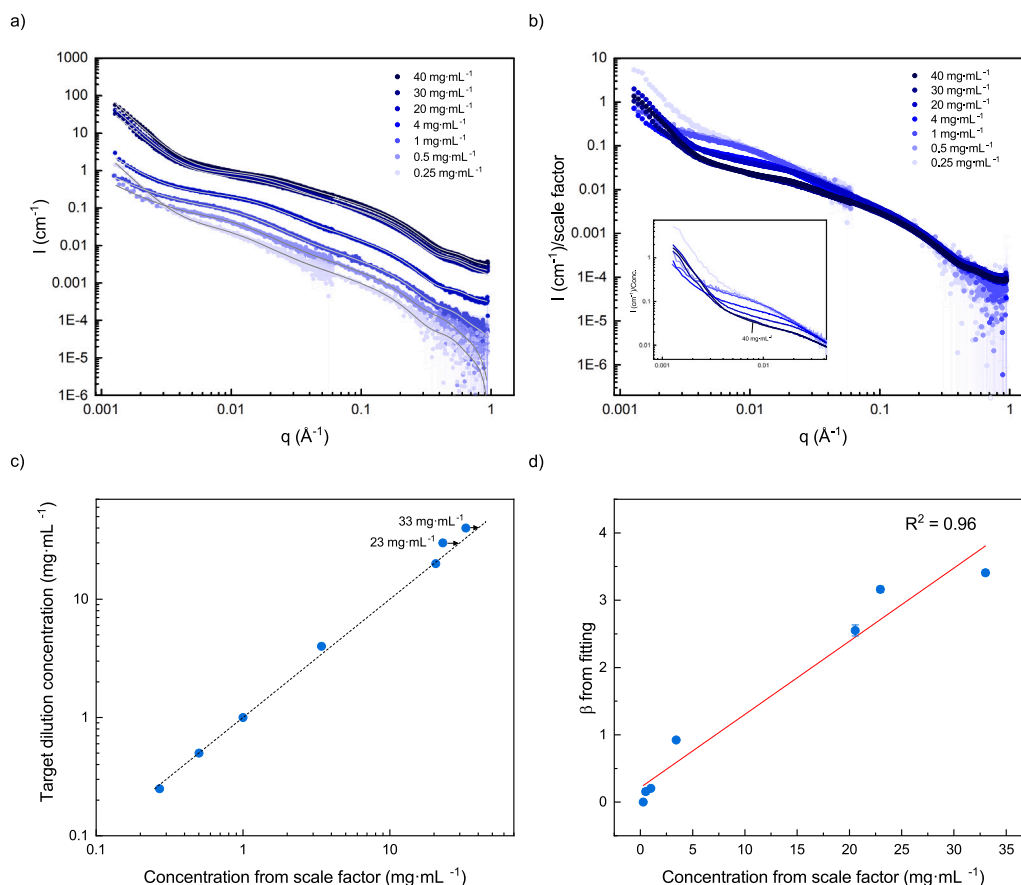 a)
1000
100
10
1
0.1
0.01
0.001
1E-4
1E-5
1E-6
I (cm⁻¹)
40 mg·mL⁻¹
30 mg·mL⁻¹
20 mg·mL⁻¹
4 mg·mL⁻¹
1 mg·mL⁻¹
0.5 mg·mL⁻¹
0.25 mg·mL⁻¹
0.001 0.01 0.1 1
q (Å⁻¹)
b)
10
1
0.1
0.01
0.001
1E-4
1E-5
1E-6
I (cm⁻¹)/scale factor
40 mg·mL⁻¹
30 mg·mL⁻¹
20 mg·mL⁻¹
4 mg·mL⁻¹
1 mg·mL⁻¹
0,5 mg·mL⁻¹
0.25 mg·mL⁻¹
1
0.1
0.01
I (cm⁻¹)/Conc.
40 mg·mL⁻¹
0.001 0.01
0.001 0.01 0.1 1
q (Å⁻¹)
c)
Target dilution concentration (mg·mL⁻¹)
33 mg·mL⁻¹
23 mg·mL⁻¹
10
1
0.1
0.1 1 10
Concentration from scale factor (mg·mL⁻¹)
d)
R² = 0.96
4
3
2
1
0
β from fitting
0 5 10 15 20 25 30 35
Concentration from scale factor (mg·mL⁻¹)